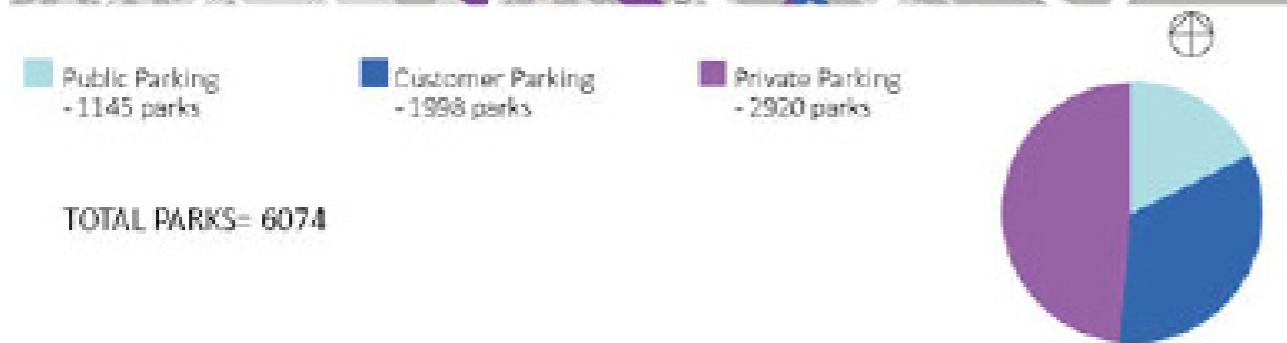 Public Parking
- 1145 parks
Customer Parking
- 1998 parks
Private Parking
- 2920 parks
TOTAL PARKS= 6074